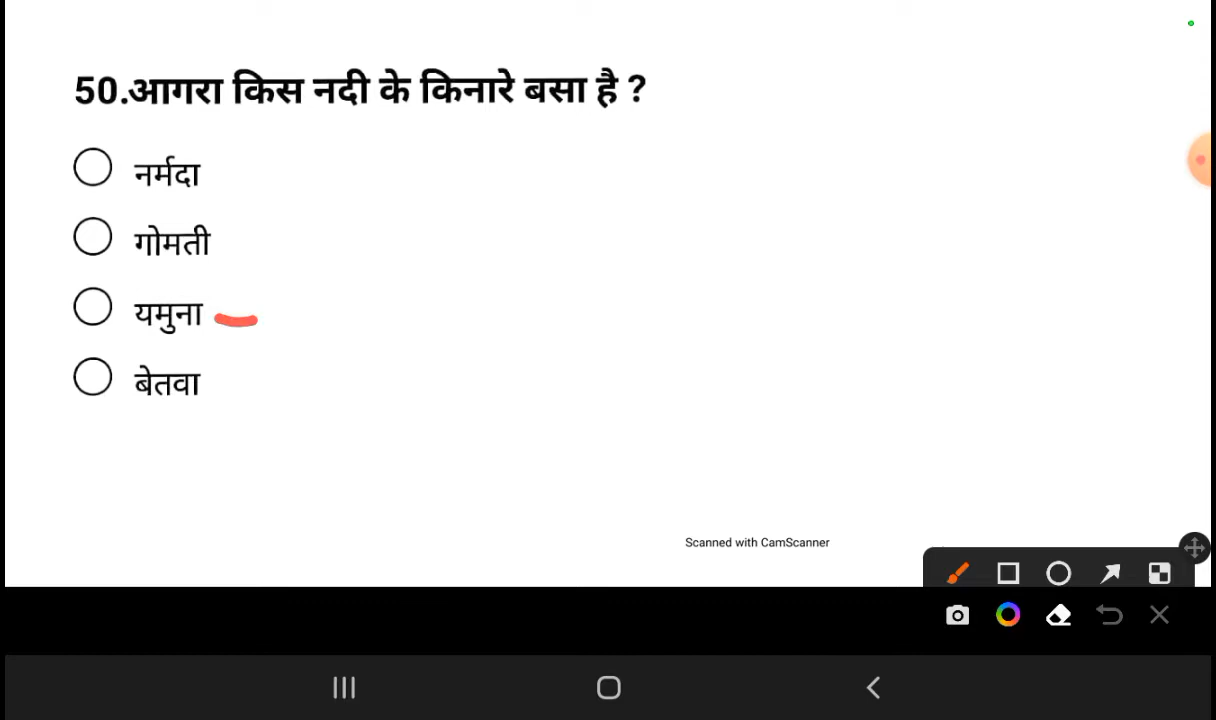 50.आगरा किस नदी के किनारे बसा है ?
नर्मदा
गोमती
यमुना
बेतवा
Scanned with CamScanner